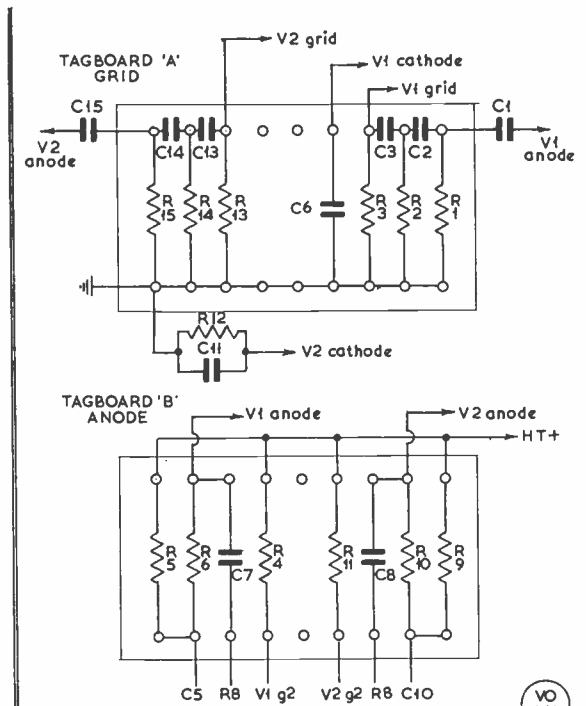 V2 grid
TAGBOARD 'A'
GRID
V1 cathode
V1 grid
C15
C1
V2
anode
C14 C13
C3 C2
V1
anode
R
15
R
14
R
13
C6
R
3
R
2
R
1
R12
C11
V2 cathode
TAGBOARD 'B'
ANODE
V1 anode
V2 anode
HT+
R
5
R
6
C7
R
4
R
11
C8
R
10
R
9
C5 R8 V1 g2 V2 g2 R8 C10
VO